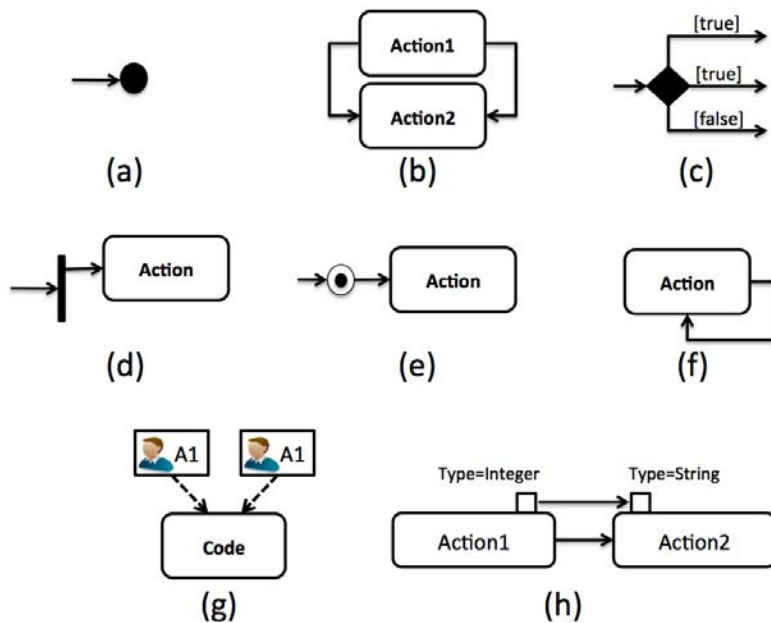 [true]
Action1
[true]
Action2
[false]
(a)
(b)
(c)
Action
Action
Action
(d)
(e)
(f)
A1
A1
Type=Integer
Type=String
Code
Action1
Action2
(g)
(h)